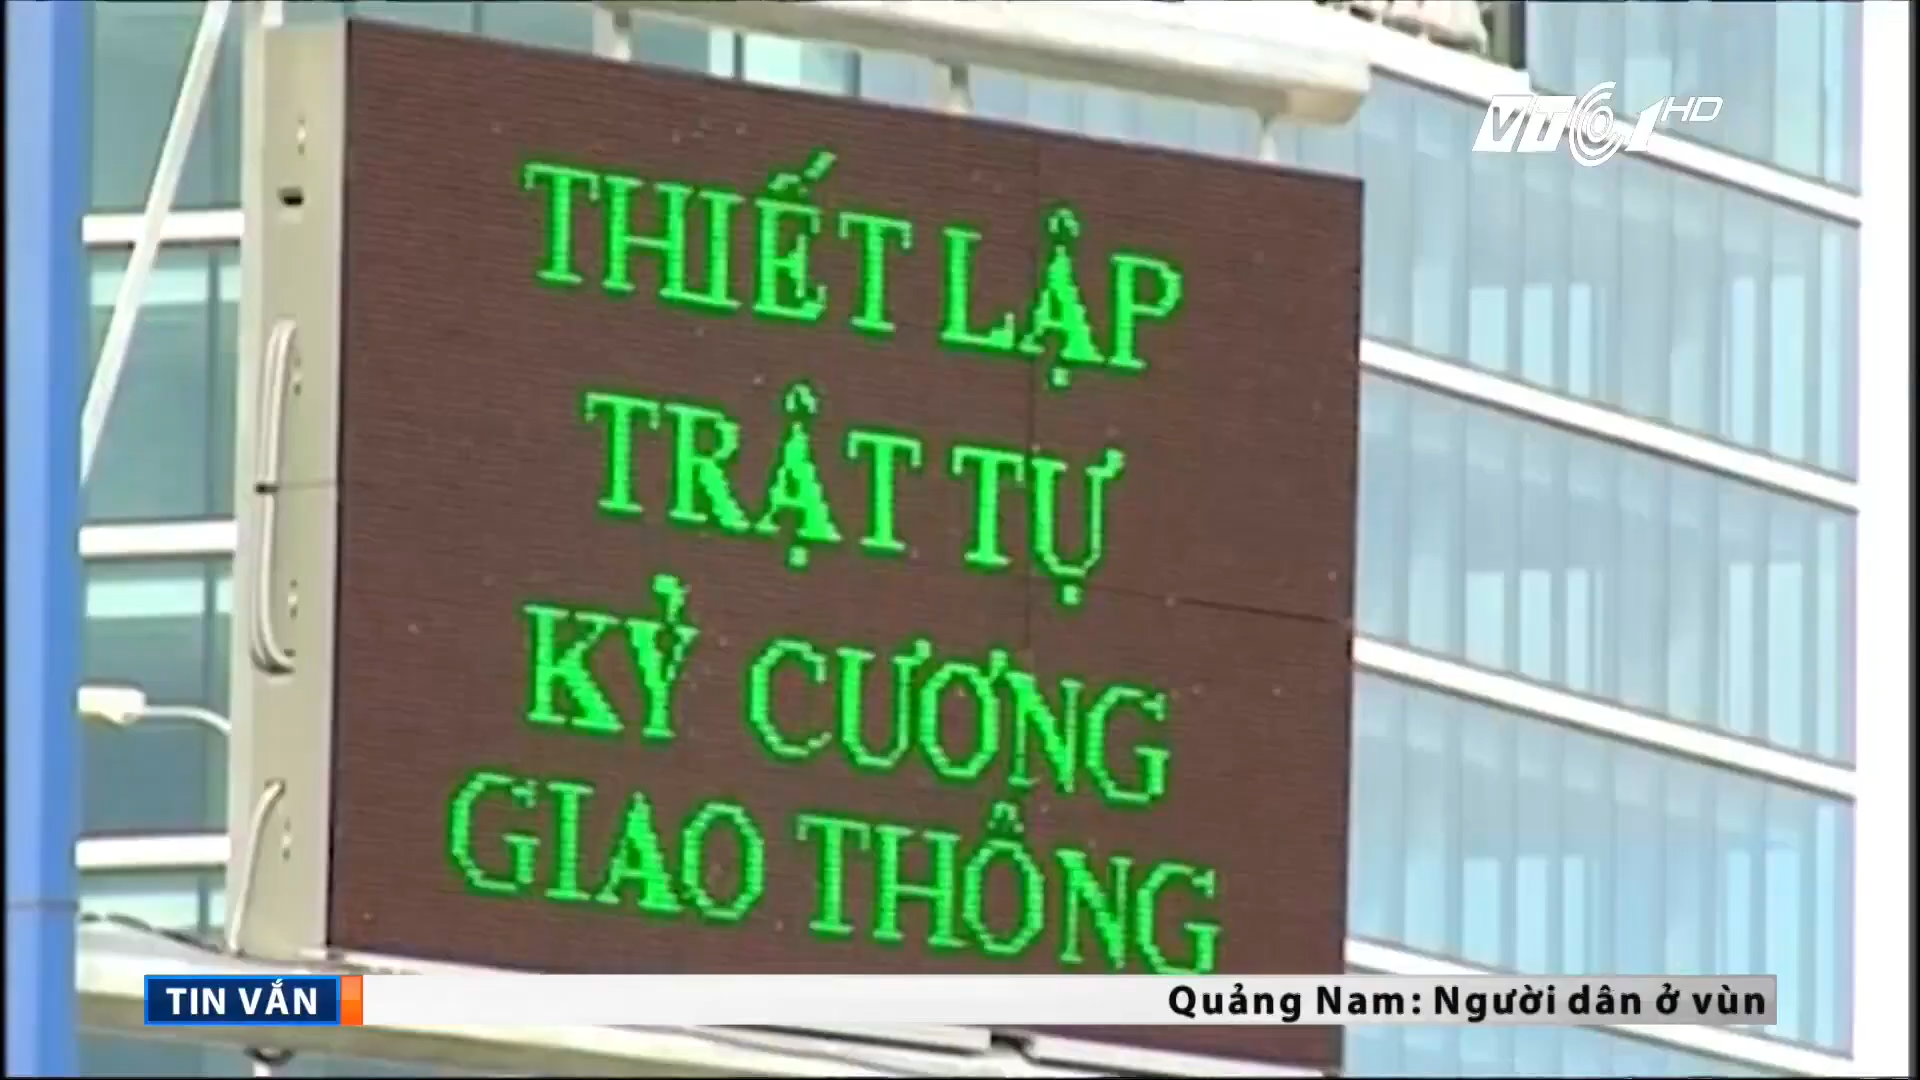 VTC1 HD
THIẾT LẬP
TRẬT TỰ
KỶ CƯƠNG
GIAO THÔNG
TIN VẮN
Quảng Nam: Người dân ở vùn